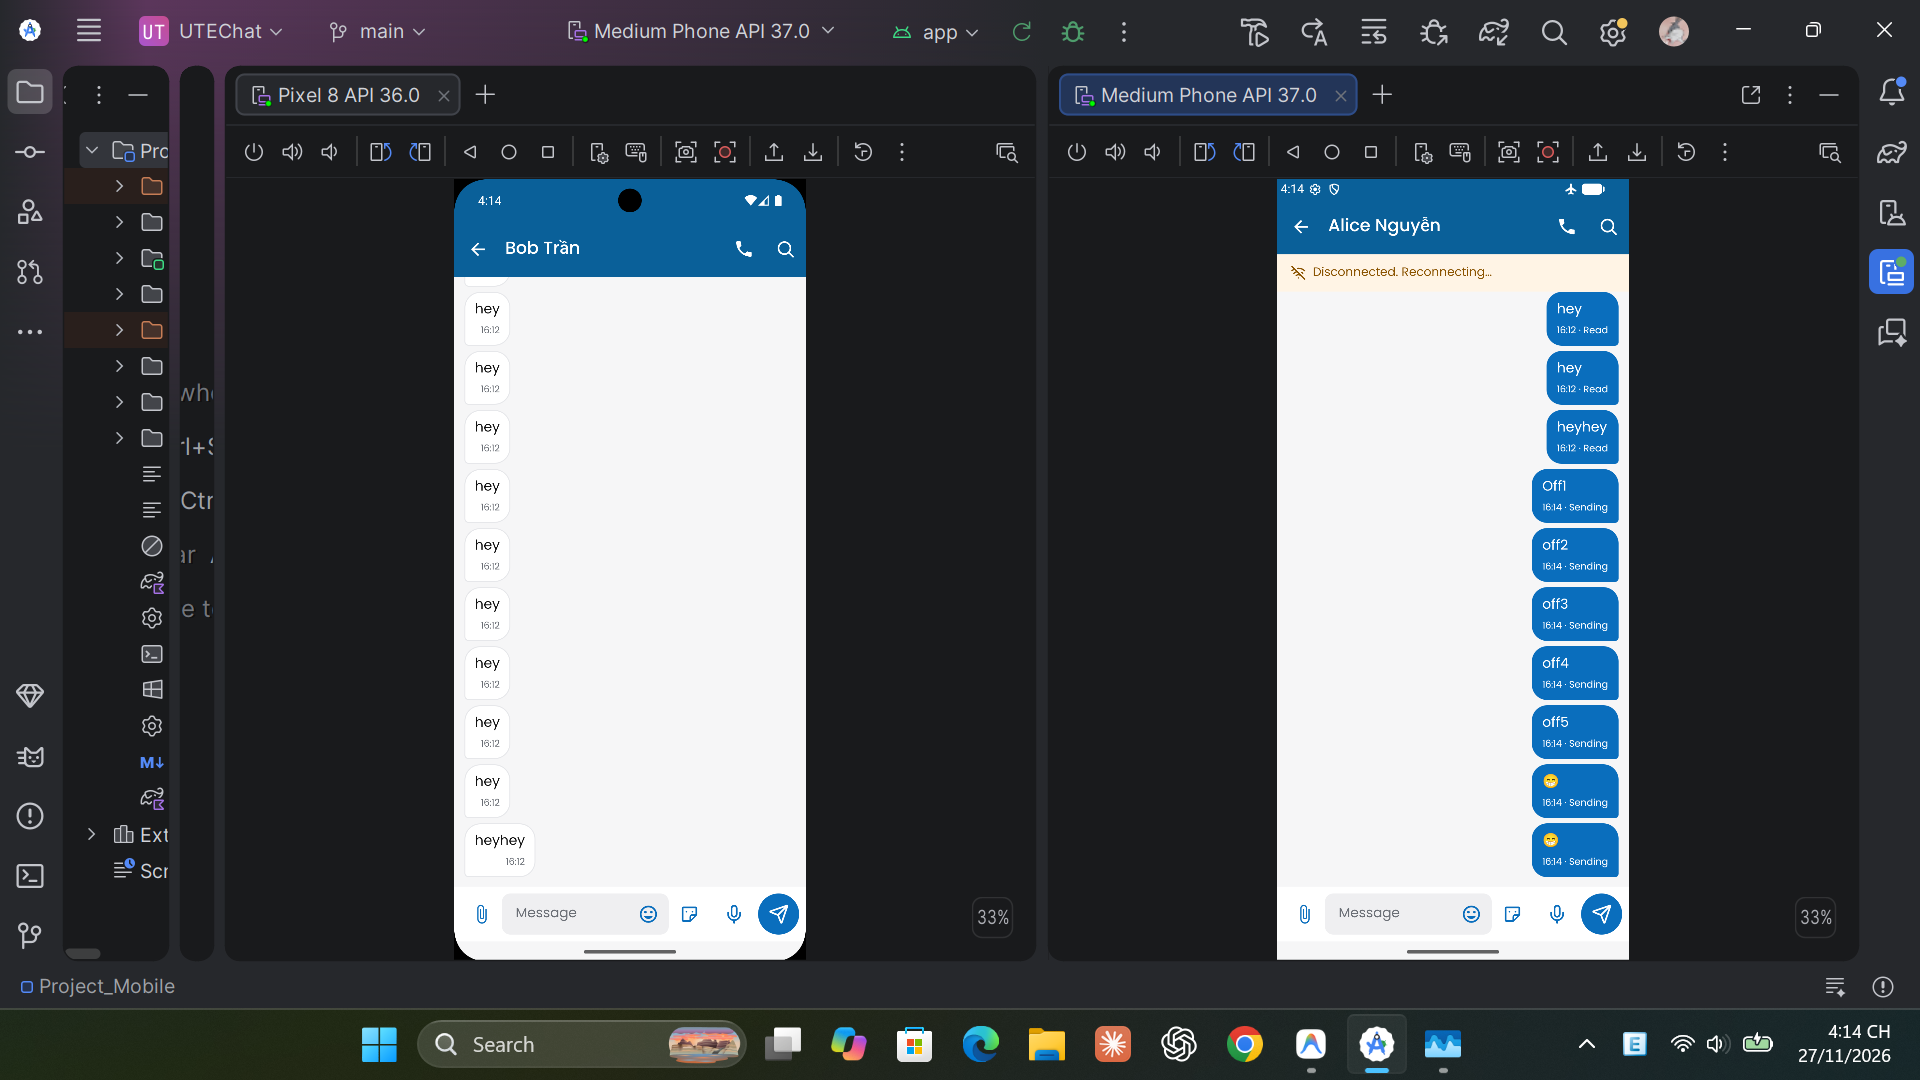 UT UTEChat main Medium Phone API 37.0 app
Pixel 8 API 36.0
Medium Phone API 37.0
Pro
whe
rl+S
Ctr
e to
M↓
Ext
Scr
4:14
Bob Trần
hey
16:12
hey
16:12
hey
16:12
hey
16:12
hey
16:12
hey
16:12
hey
16:12
hey
16:12
hey
16:12
heyhey
16:12
Message
33%
4:14
Alice Nguyễn
Disconnected. Reconnecting...
hey
16:12 · Read
hey
16:12 · Read
heyhey
16:12 · Read
Off1
16:14 · Sending
off2
16:14 · Sending
off3
16:14 · Sending
off4
16:14 · Sending
off5
16:14 · Sending
😁
16:14 · Sending
😁
16:14 · Sending
Message
33%
Project_Mobile
Search
E
4:14 CH
27/11/2026